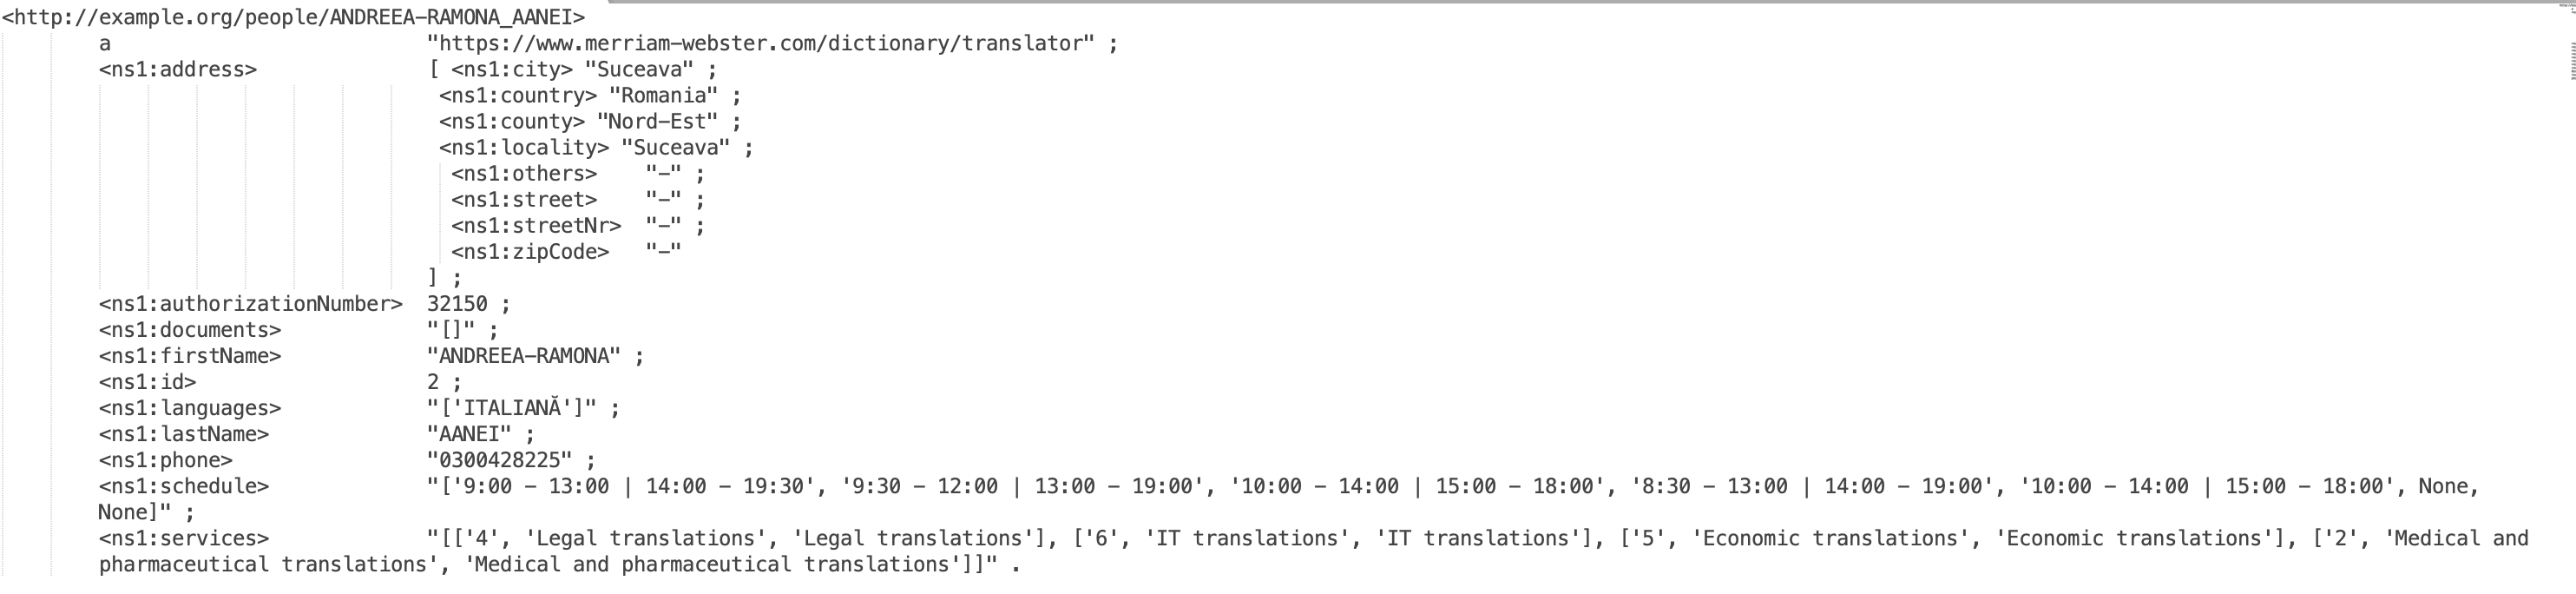 <http://example.org/people/ANDREEA-RAMONA_AANEI>
a "https://www.merriam-webster.com/dictionary/translator" ;
<ns1:address> [ <ns1:city> "Suceava" ;
<ns1:country> "Romania" ;
<ns1:county> "Nord-Est" ;
<ns1:locality> "Suceava" ;
<ns1:others> "-" ;
<ns1:street> "-" ;
<ns1:streetNr> "-" ;
<ns1:zipCode> "-"
] ;
<ns1:authorizationNumber> 32150 ;
<ns1:documents> "[]" ;
<ns1:firstName> "ANDREEA-RAMONA" ;
<ns1:id> 2 ;
<ns1:languages> "['ITALIANĂ']" ;
<ns1:lastName> "AANEI" ;
<ns1:phone> "0300428225" ;
<ns1:schedule> "['9:00 - 13:00 | 14:00 - 19:30', '9:30 - 12:00 | 13:00 - 19:00', '10:00 - 14:00 | 15:00 - 18:00', '8:30 - 13:00 | 14:00 - 19:00', '10:00 - 14:00 | 15:00 - 18:00', None,
None]" ;
<ns1:services> "[['4', 'Legal translations', 'Legal translations'], ['6', 'IT translations', 'IT translations'], ['5', 'Economic translations', 'Economic translations'], ['2', 'Medical and
pharmaceutical translations', 'Medical and pharmaceutical translations']]" .